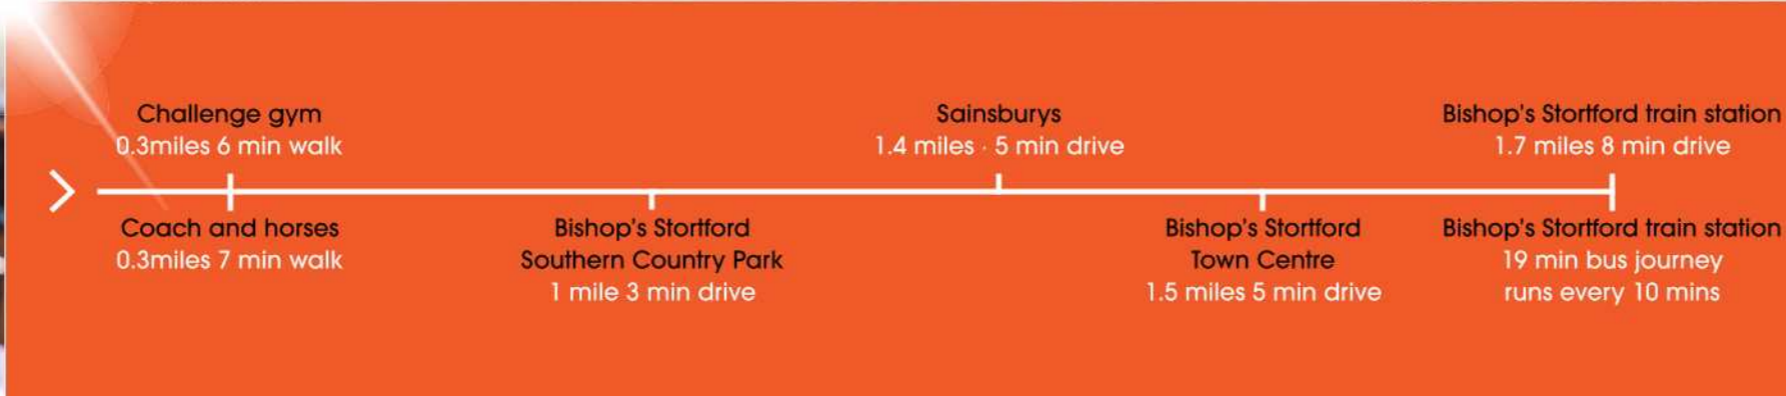 Challenge gym
0.3miles 6 min walk
Coach and horses
0.3miles 7 min walk
Bishop's Stortford
Southern Country Park
1 mile 3 min drive
Sainsburys
1.4 miles · 5 min drive
Bishop's Stortford
Town Centre
1.5 miles 5 min drive
Bishop's Stortford train station
1.7 miles 8 min drive
Bishop's Stortford train station
19 min bus journey
runs every 10 mins